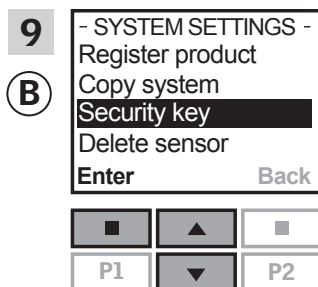 9
B
- SYSTEM SETTINGS -
Register product
Copy system
Security key
Delete sensor
Enter Back
P1 P2